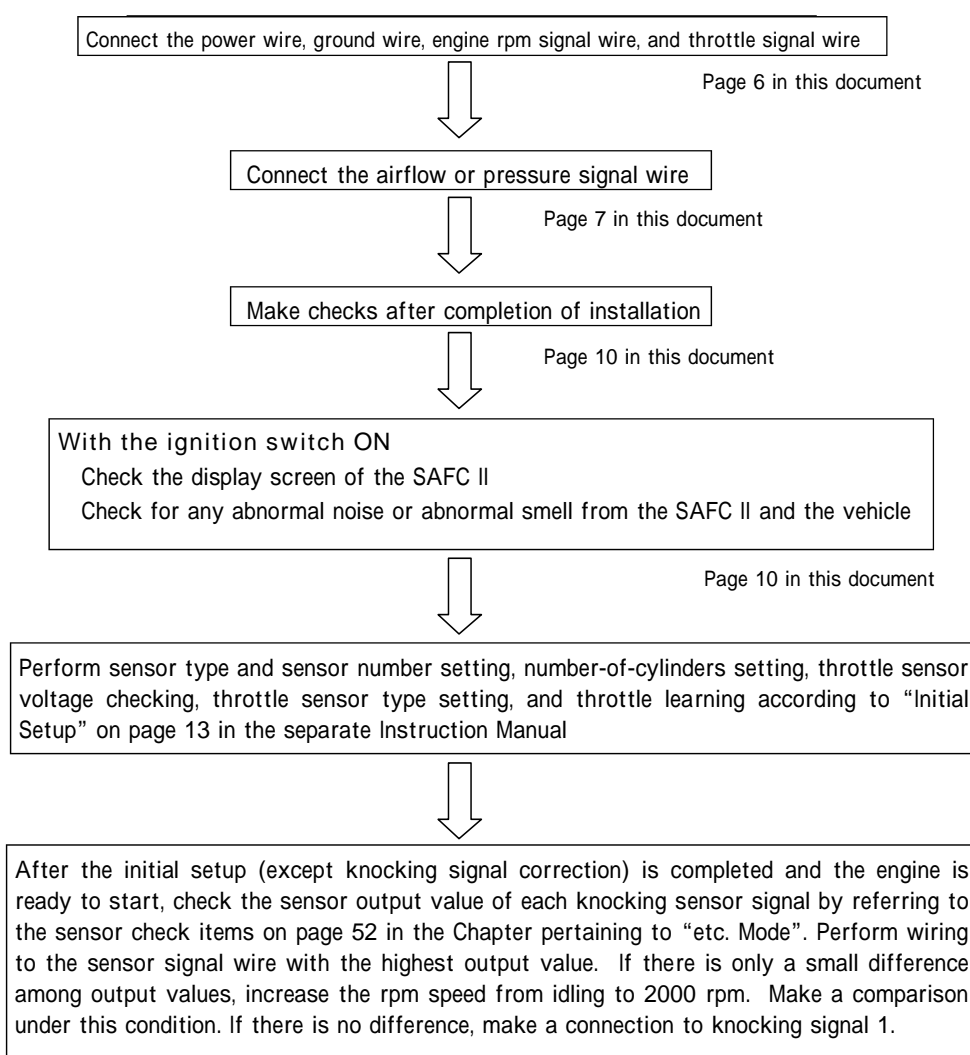 Connect the power wire, ground wire, engine rpm signal wire, and throttle signal wire
Page 6 in this document
Connect the airflow or pressure signal wire
Page 7 in this document
Make checks after completion of installation
Page 10 in this document
With the ignition switch ON
Check the display screen of the SAFC II
Check for any abnormal noise or abnormal smell from the SAFC II and the vehicle
Page 10 in this document
Perform sensor type and sensor number setting, number-of-cylinders setting, throttle sensor
voltage checking, throttle sensor type setting, and throttle learning according to “Initial
Setup” on page 13 in the separate Instruction Manual
After the initial setup (except knocking signal correction) is completed and the engine is
ready to start, check the sensor output value of each knocking sensor signal by referring to
the sensor check items on page 52 in the Chapter pertaining to “etc. Mode”. Perform wiring
to the sensor signal wire with the highest output value. If there is only a small difference
among output values, increase the rpm speed from idling to 2000 rpm. Make a comparison
under this condition. If there is no difference, make a connection to knocking signal 1.